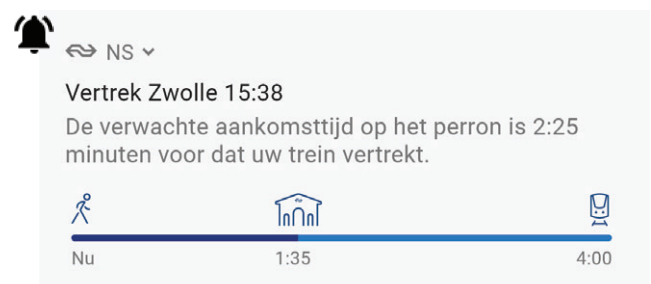 NS
Vertrek Zwolle 15:38
De verwachte aankomsttijd op het perron is 2:25
minuten voor dat uw trein vertrekt.
Nu 1:35 4:00